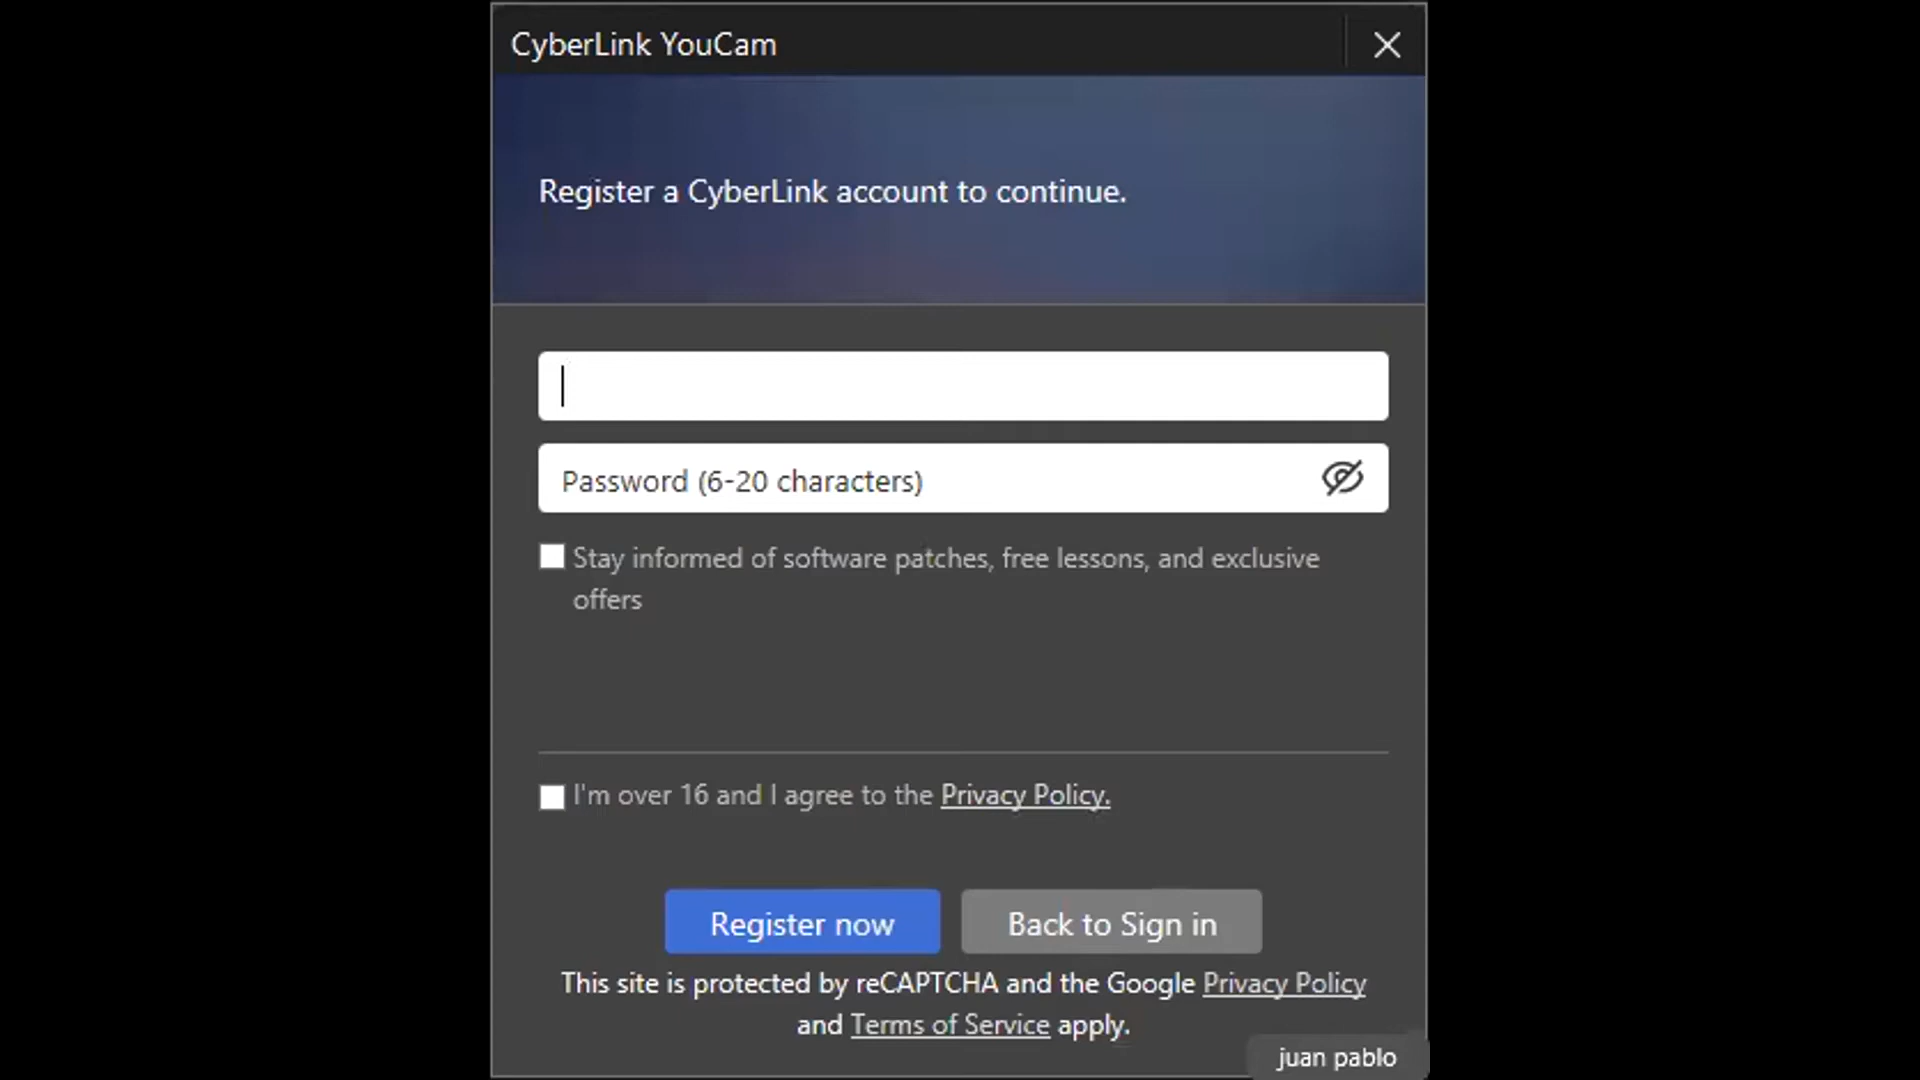 CyberLink YouCam
Register a CyberLink account to continue.
Password (6-20 characters)
Stay informed of software patches, free lessons, and exclusive
offers
I'm over 16 and I agree to the Privacy Policy.
Register now
Back to Sign in
This site is protected by reCAPTCHA and the Google Privacy Policy
and Terms of Service apply.
juan pablo